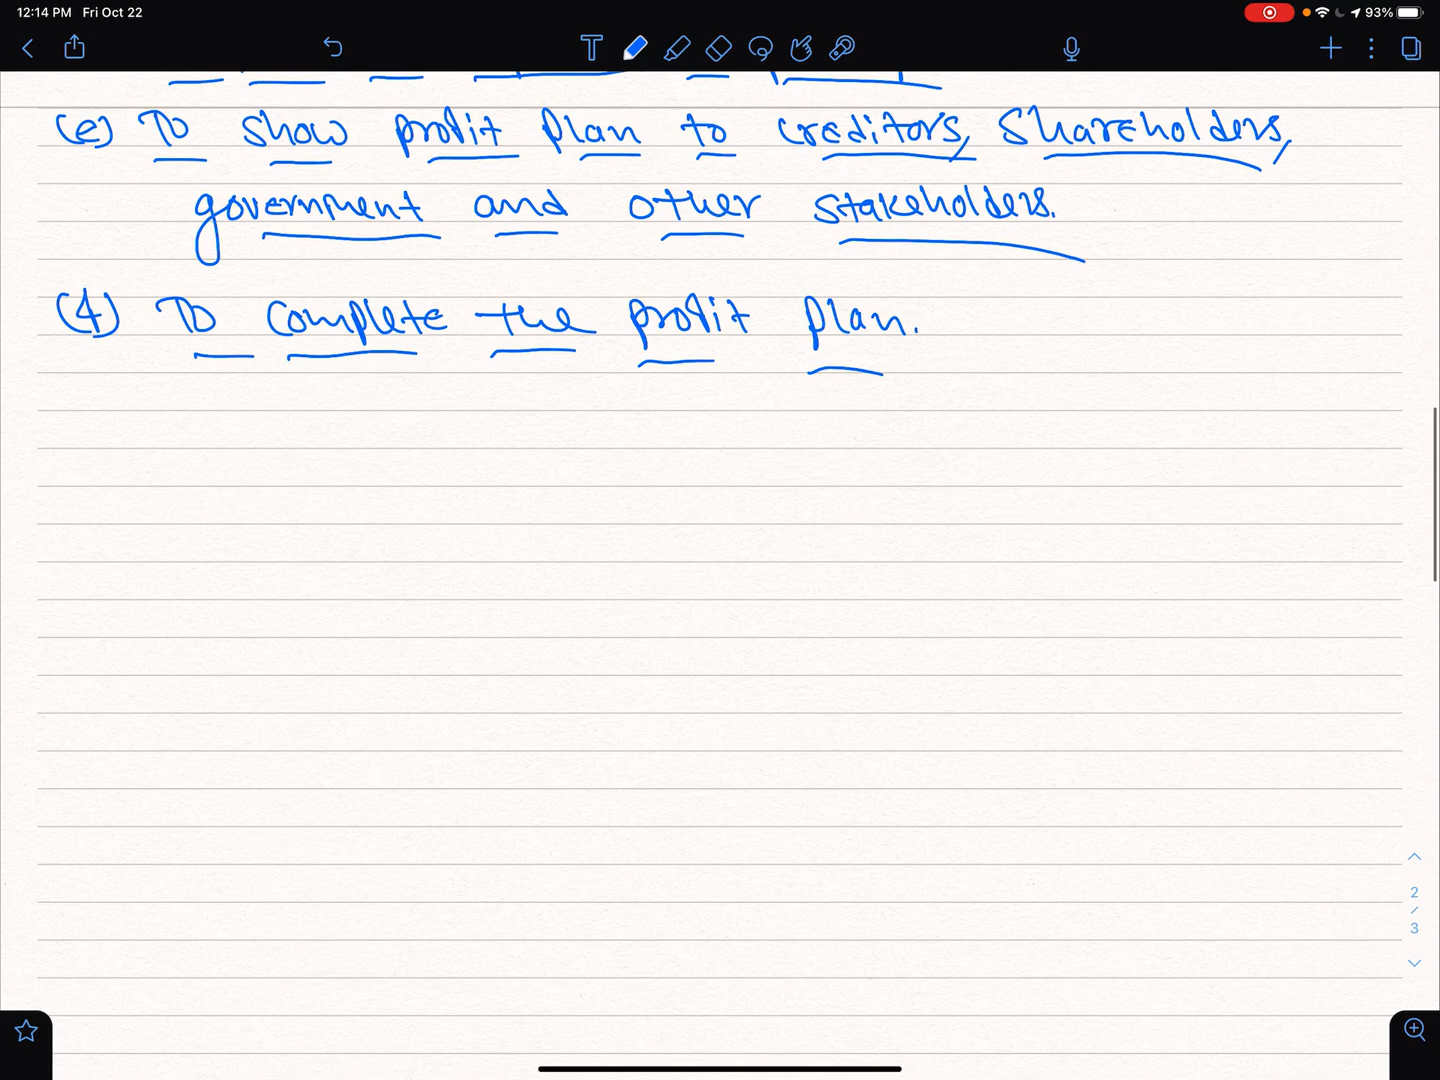 12:14 PM Fri Oct 22 93%
(e) To show profit plan to creditors, Shareholders,
government and other stakeholders.
(f) To complete the profit plan.
2
/
3